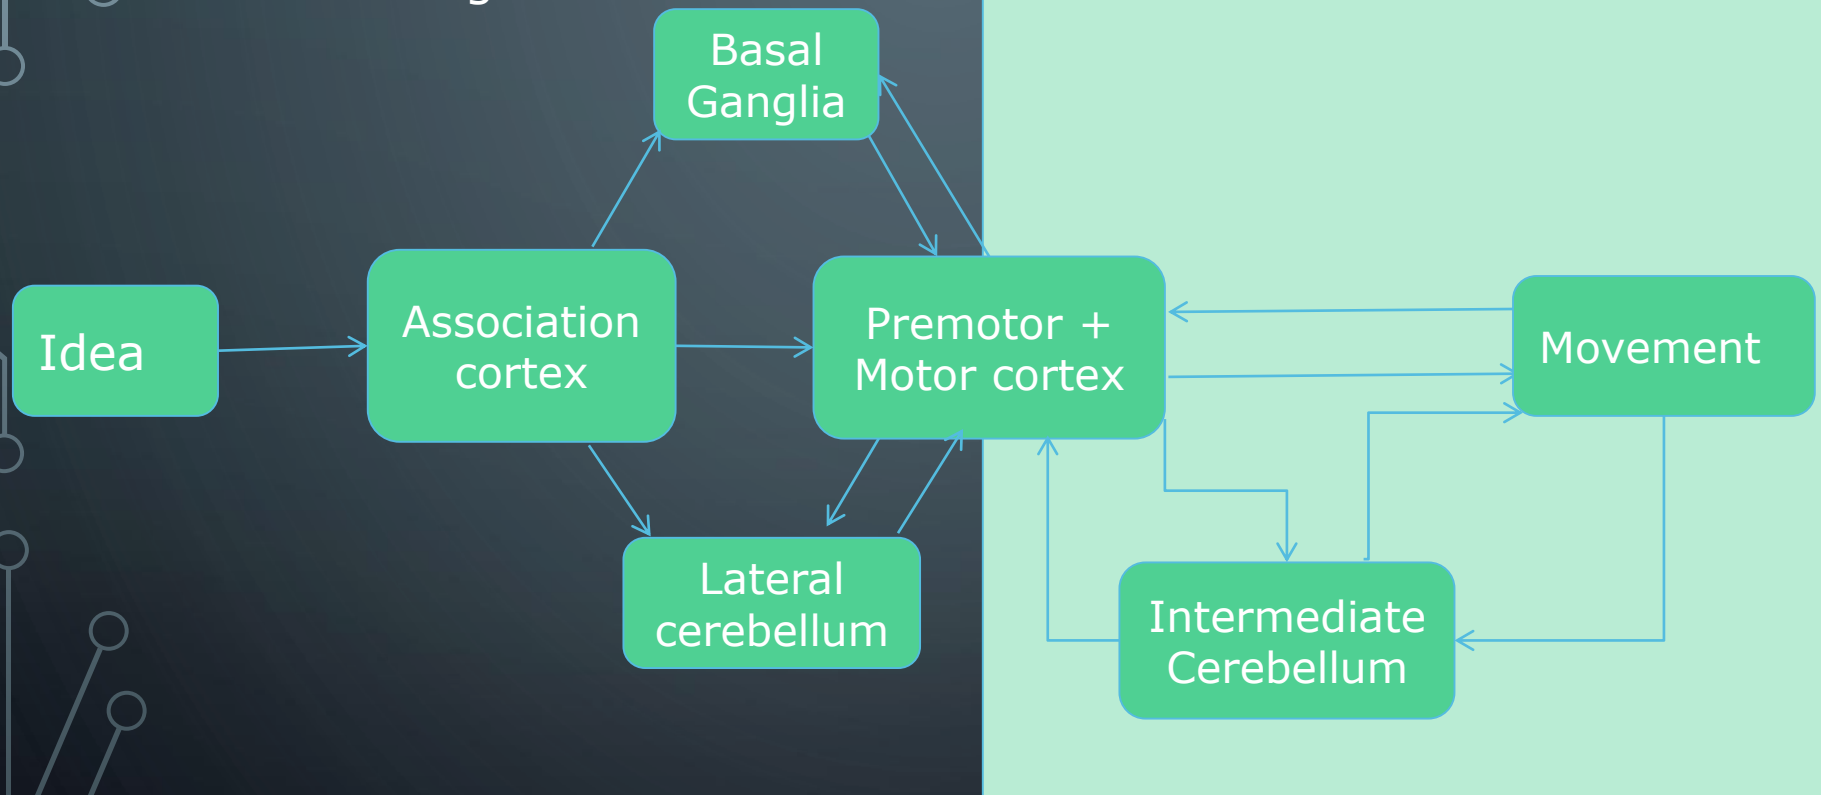 Basal
Ganglia
Idea
Association
cortex
Premotor +
Motor cortex
Movement
Lateral
cerebellum
Intermediate
Cerebellum